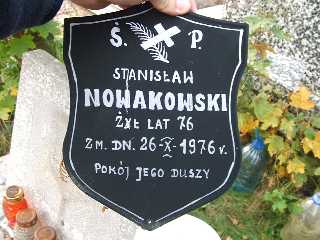 Ś. P.
STANISŁAW
NOWAKOWSKI
ŻYŁ LAT 76
ZM. DN. 26-X-1976 r.
POKÓJ JEGO DUSZY